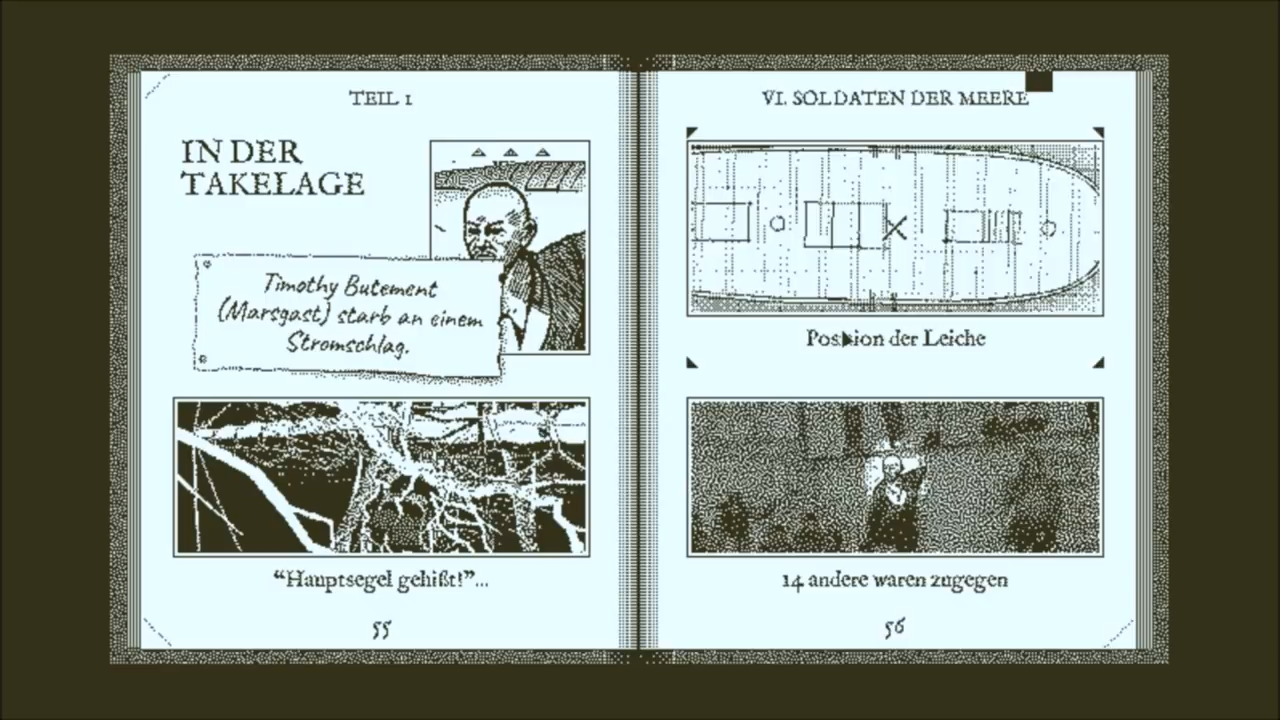 TEIL 1
IN DER
TAKELAGE
Timothy Butement
(Marsgast) starb an einem
Stromschlag.
“Hauptsegel gehißt!”...
55
VI. SOLDATEN DER MEERE
Position der Leiche
14 andere waren zugegen
56